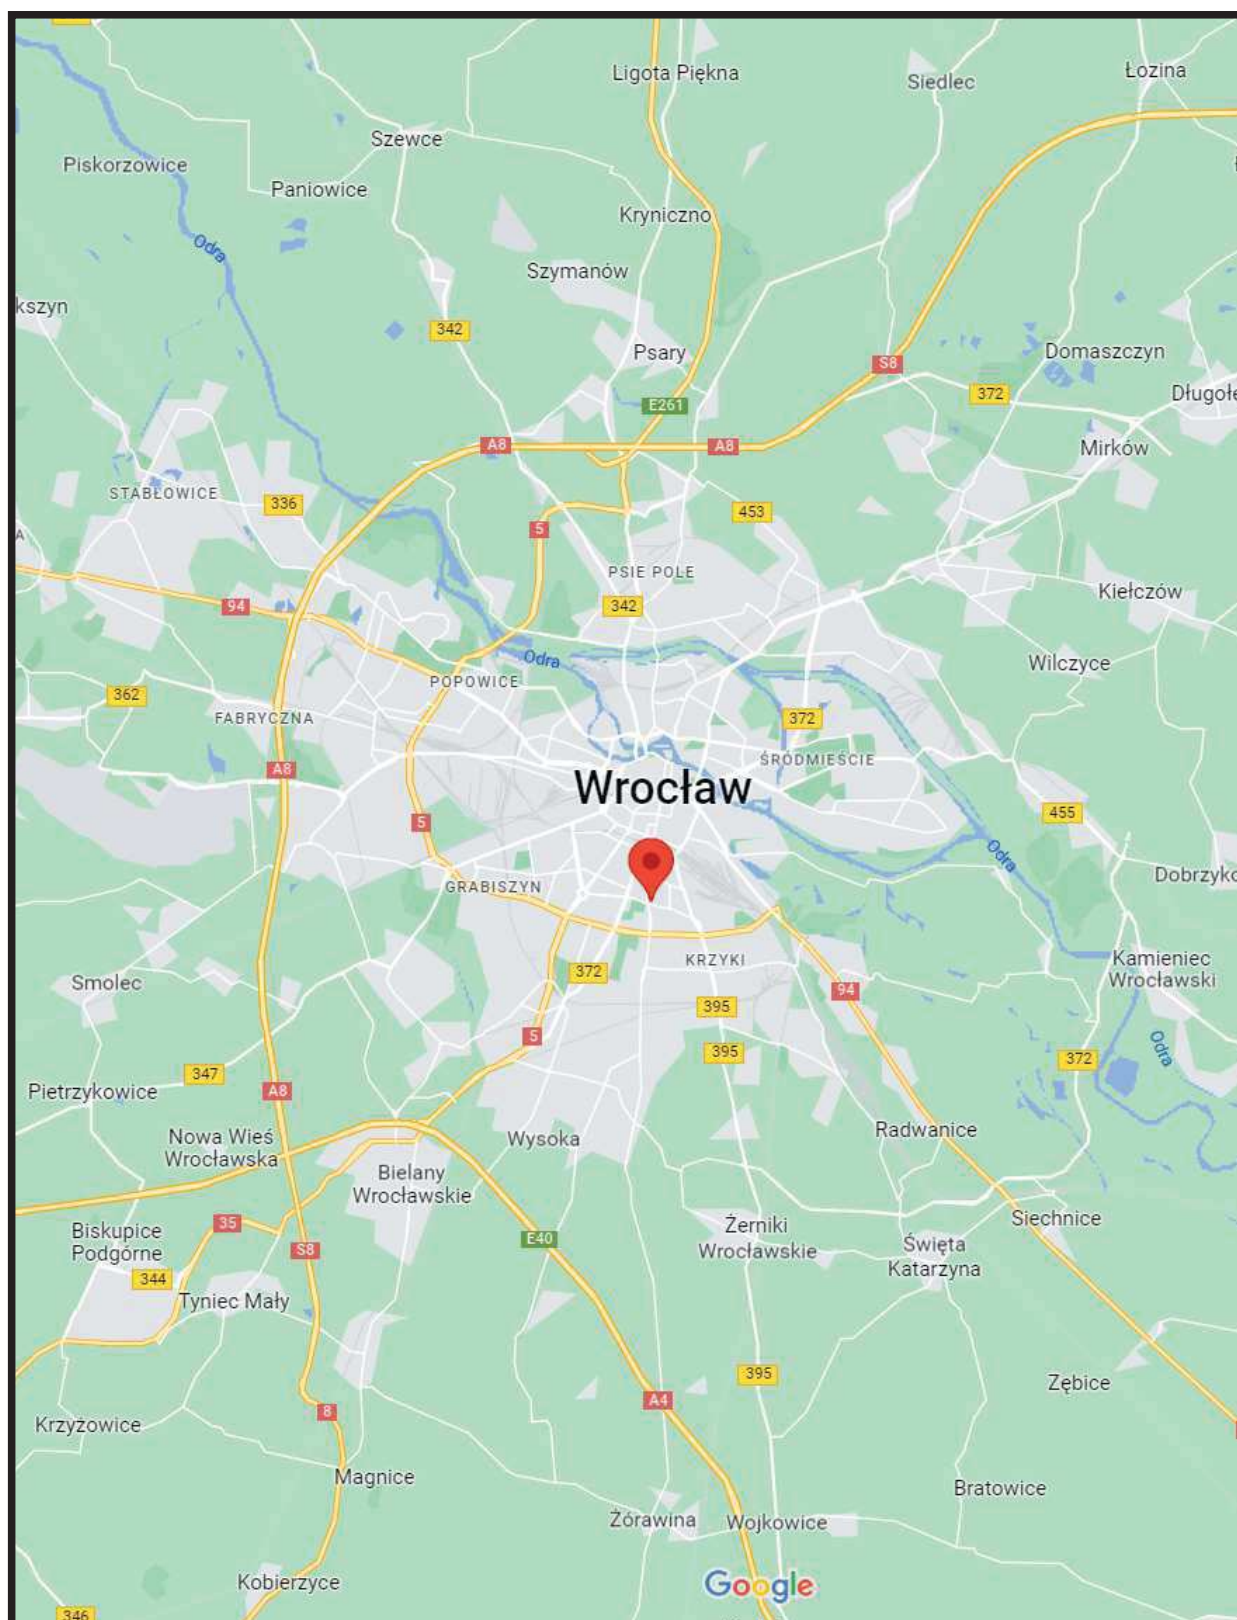 Ligota Piękna
Siedlec
Łozina
Szewce
Piskorzowice
Paniowice
Kryniczno
Odra
Szymanów
kszyn
342
Psary
Domaszczyn
S8
372
Długołe
E261
A8
A8
Mirków
STABŁOWICE
336
453
5
A
PSIE POLE
Kiełczów
94
342
Odra
Wilczyce
POPOWICE
362
FABRYCZNA
372
ŚRÓDMIEŚCIE
A8
Wrocław
455
5
Odra
GRABISZYN
Dobrzyko
KRZYKI
Kamieniec
Wrocławski
372
Smolec
94
395
5
Odra
395
372
347
Pietrzykowice
A8
Radwanice
Nowa Wieś
Wrocławska
Wysoka
Bielany
Wrocławskie
35
Siechnice
Biskupice
Podgórne
Żerniki
Wrocławskie
E40
S8
Święta
Katarzyna
344
Tyniec Mały
395
Zębice
A4
8
Krzyżowice
Magnice
Bratowice
Żórawina
Wojkowice
Kobierzyce
Google
346